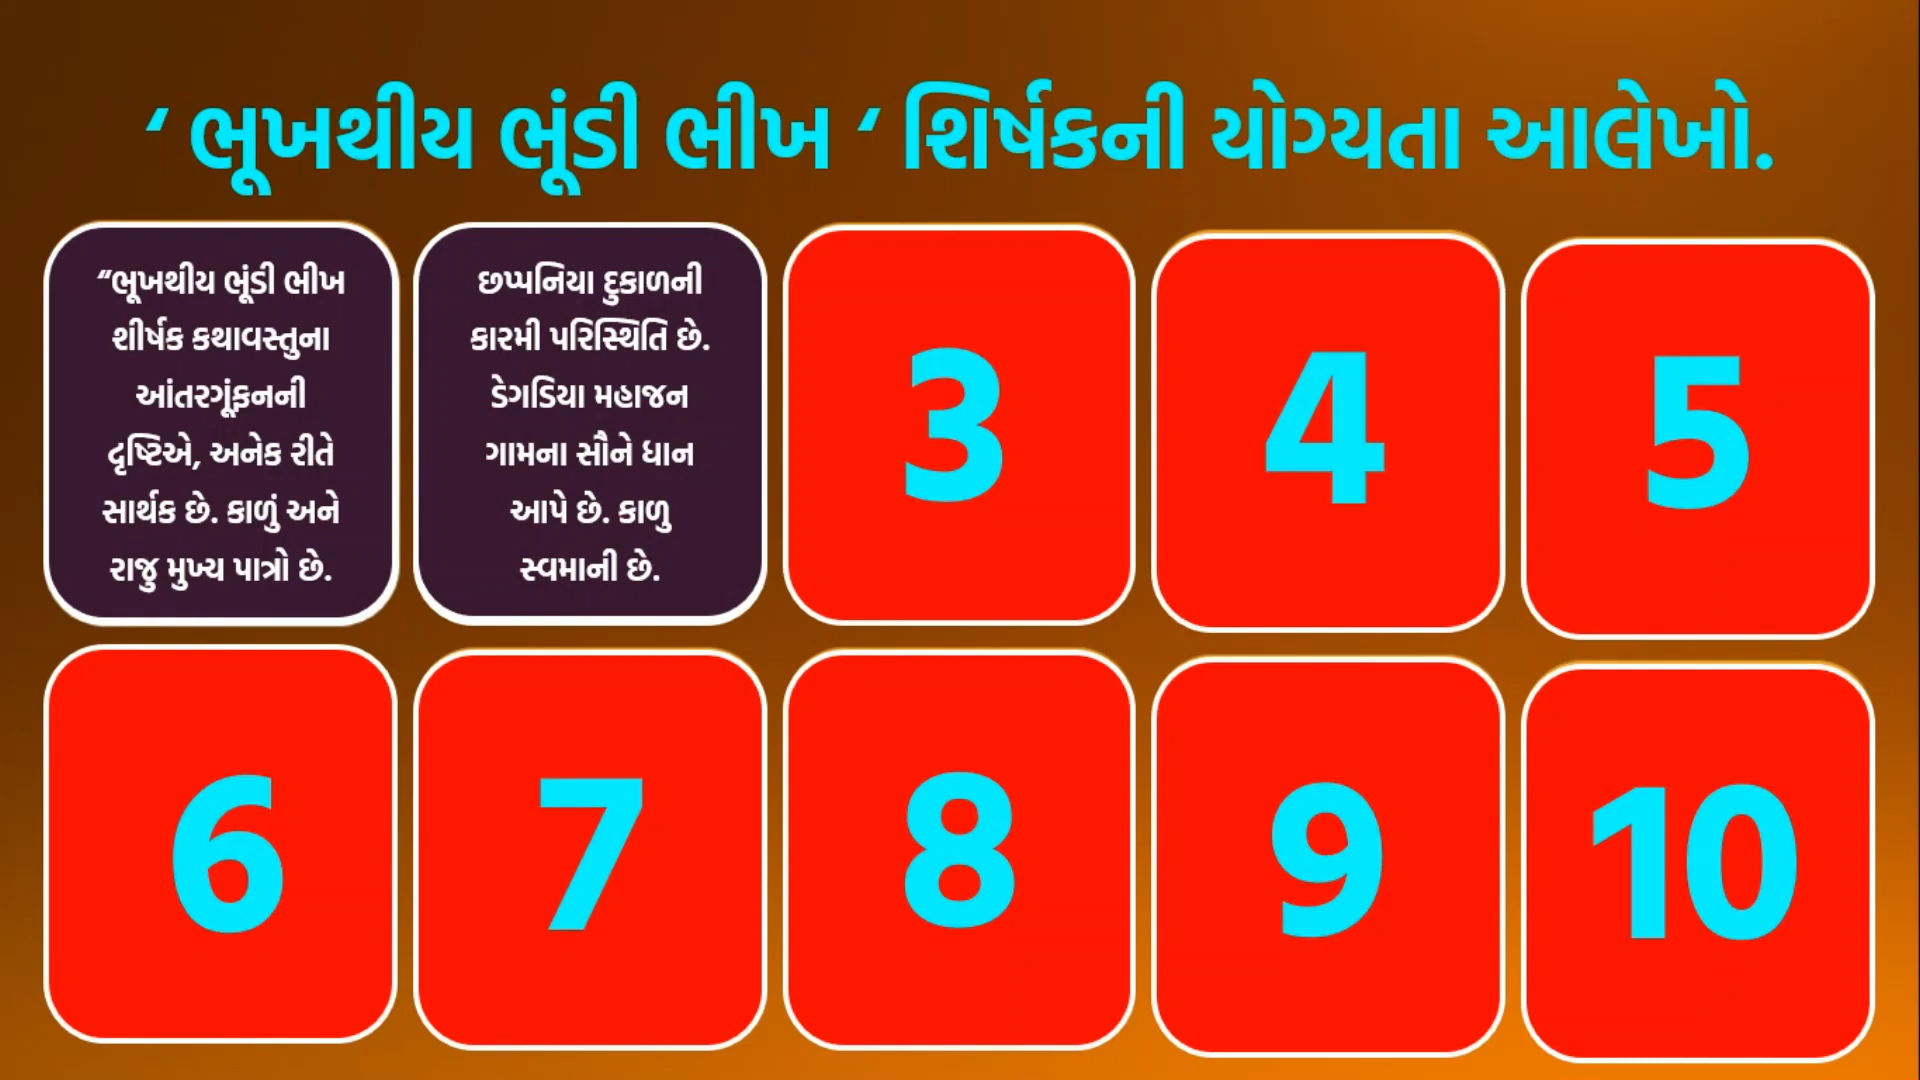 ‘ ભૂખથીય ભૂંડી ભીખ ‘ શિર્ષકની યોગ્યતા આલેખો.
“ભૂખથીય ભૂંડી ભીખ
શીર્ષક કથાવસ્તુના
આંતરગૂંફનની
દૃષ્ટિએ, અનેક રીતે
સાર્થક છે. કાળું અને
રાજુ મુખ્ય પાત્રો છે.
છપ્પનિયા દુકાળની
કારમી પરિસ્થિતિ છે.
ડેગડિયા મહાજન
ગામના સૌને ધાન
આપે છે. કાળુ
સ્વમાની છે.
3
4
5
6
7
8
9
10